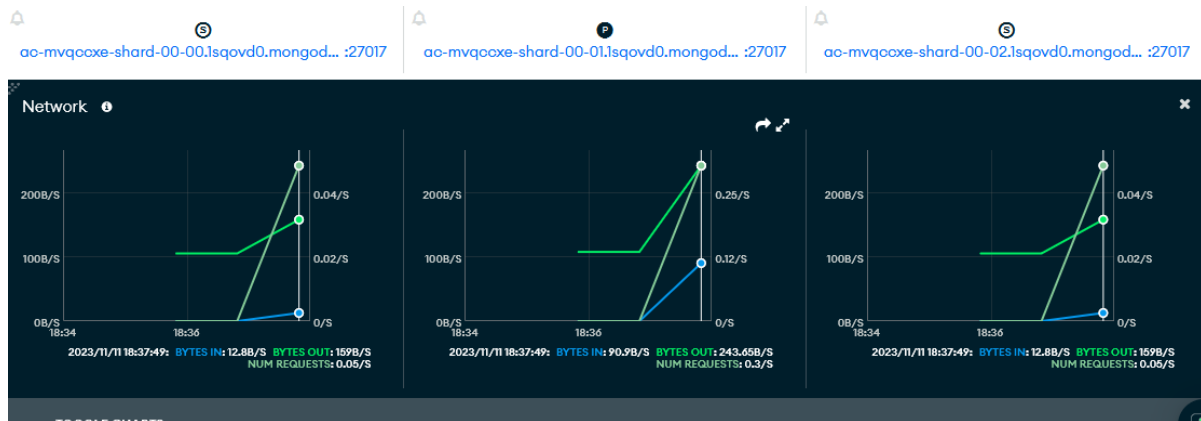 S
P
S
ac-mvqccxe-shard-00-00.1sqovd0.mongod... :27017
ac-mvqccxe-shard-00-01.1sqovd0.mongod... :27017
ac-mvqccxe-shard-00-02.1sqovd0.mongod... :27017
Network i
200B/S
100B/S
0B/S
0.04/S
0.02/S
0/S
18:34
18:36
2023/11/11 18:37:49: BYTES IN: 12.8B/S BYTES OUT: 159B/S
NUM REQUESTS: 0.05/S
200B/S
100B/S
0B/S
0.25/S
0.12/S
0/S
18:34
18:36
2023/11/11 18:37:49: BYTES IN: 90.9B/S BYTES OUT: 243.65B/S
NUM REQUESTS: 0.3/S
200B/S
100B/S
0B/S
0.04/S
0.02/S
0/S
18:34
18:36
2023/11/11 18:37:49: BYTES IN: 12.8B/S BYTES OUT: 159B/S
NUM REQUESTS: 0.05/S